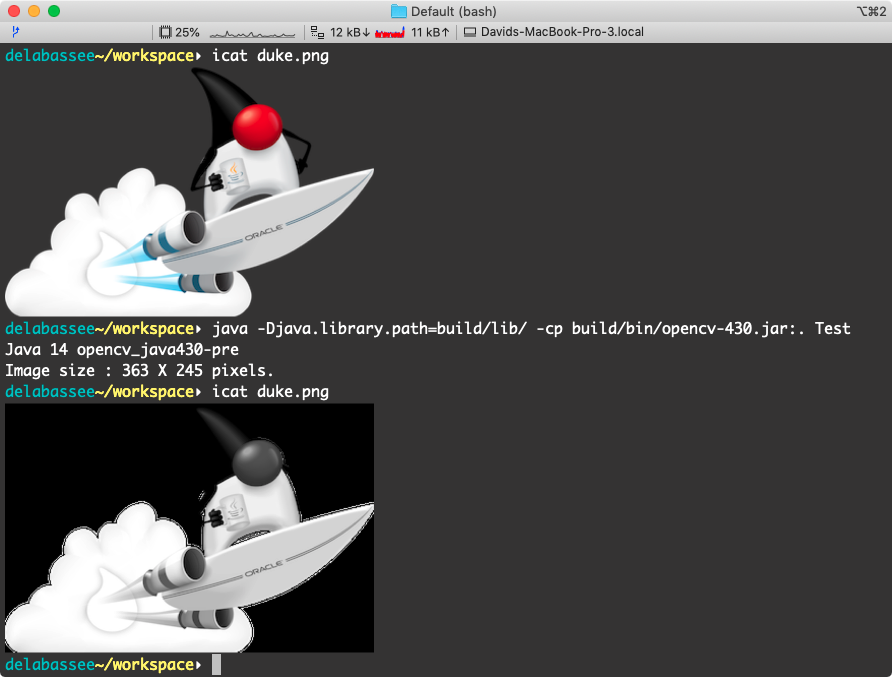 Default (bash)
⌥⌘2
25%
12 kB↓
11 kB↑
Davids-MacBook-Pro-3.local
delabassee~/workspace‣ icat duke.png
ORACLE
delabassee~/workspace‣ java -Djava.library.path=build/lib/ -cp build/bin/opencv-430.jar:. Test
Java 14 opencv_java430-pre
Image size : 363 X 245 pixels.
delabassee~/workspace‣ icat duke.png
ORACLE
delabassee~/workspace‣